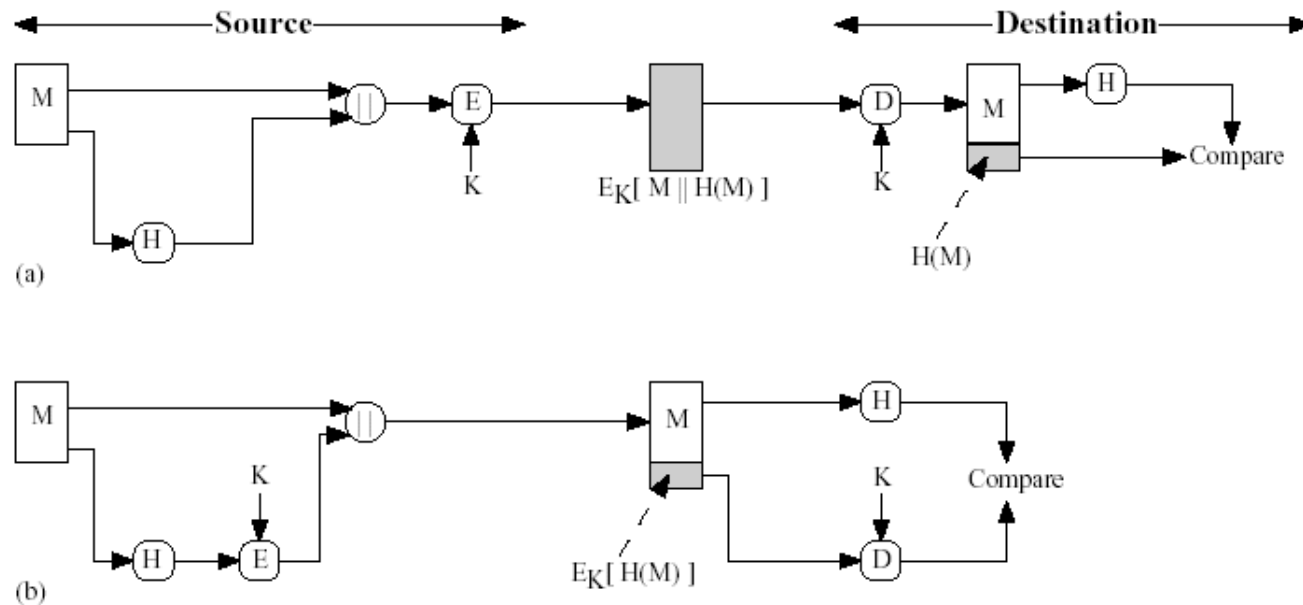 Source
Destination
M
||
E
D
M
H
K
E_K[ M || H(M) ]
K
Compare
H
H(M)
(a)
M
||
M
H
K
K
Compare
H
E
E_K[ H(M) ]
D
(b)